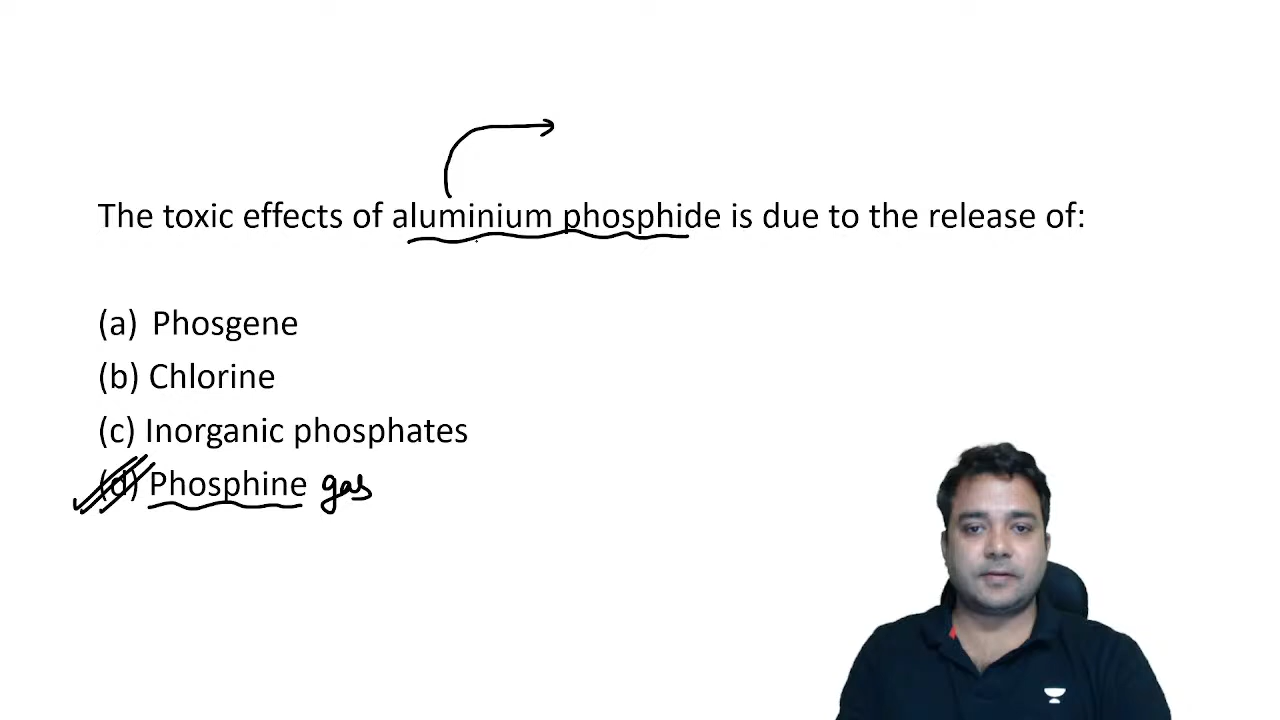 The toxic effects of aluminium phosphide is due to the release of:
(a) Phosgene
(b) Chlorine
(c) Inorganic phosphates
(d) Phosphine gas